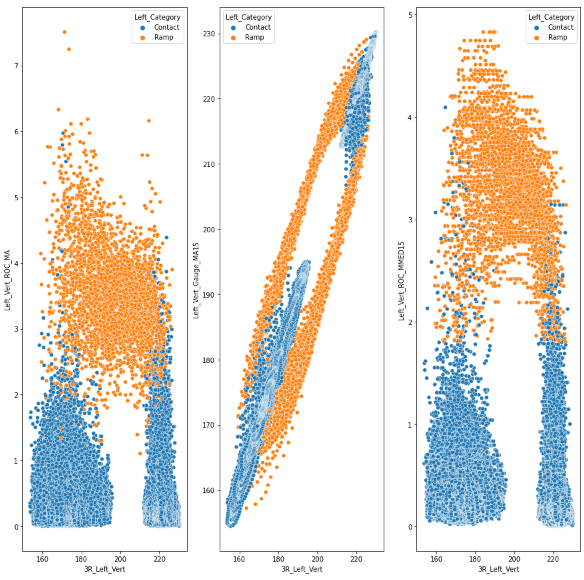 Left_Category
Contact
Ramp
7
6
5
4
3
2
1
0
Left_Vert_ROC_MA
160
180
200
220
3R_Left_Vert
Left_Category
Contact
Ramp
230
220
210
200
190
180
170
160
Left_Vert_Gauge_MA15
160
180
200
220
3R_Left_Vert
Left_Category
Contact
Ramp
5
4
3
2
1
0
Left_Vert_ROC_MMED15
160
180
200
220
3R_Left_Vert